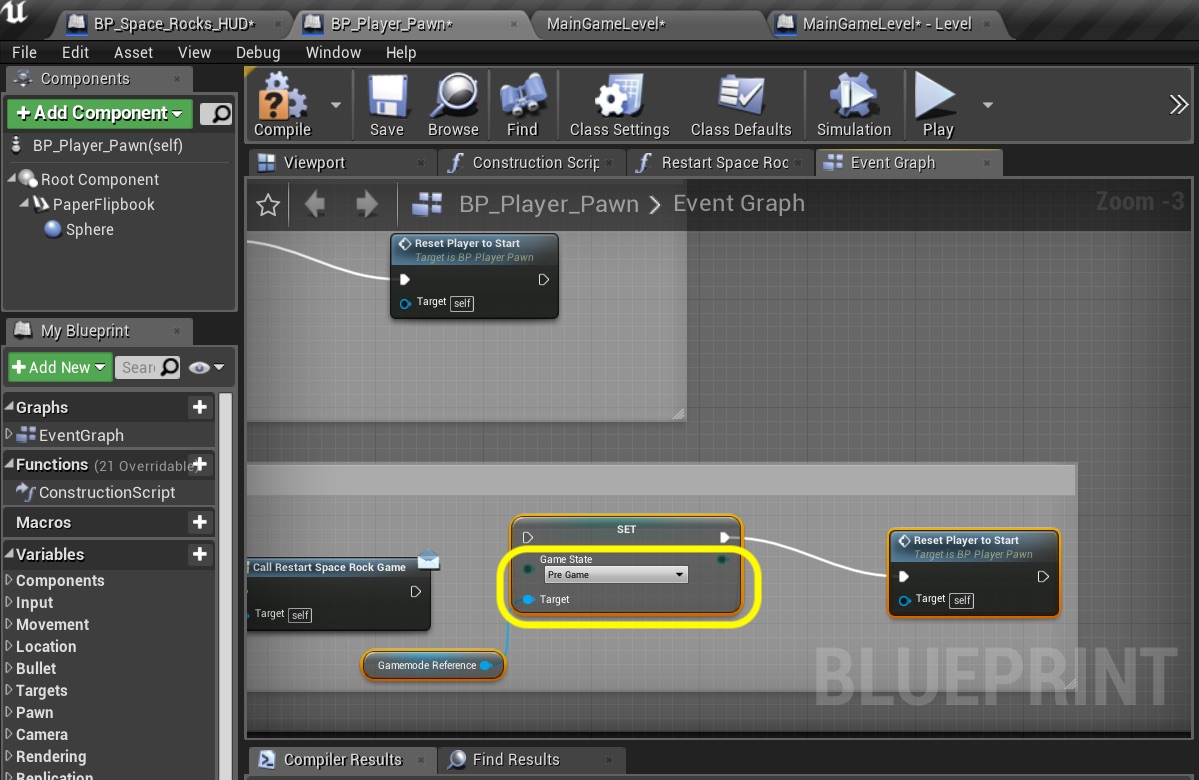 BP_Space_Rocks_HUD*
BP_Player_Pawn*
MainGameLevel*
MainGameLevel* - Level
File Edit Asset View Window Debug Help
Components
+ Add Component
BP_Player_Pawn(self)
Root Component
PaperFlipbook
Sphere
My Blueprint
+ Add New
Sear
Graphs
EventGraph
Functions (21 Overridable
ConstructionScript
Macros
Variables
Components
Input
Movement
Location
Bullet
Targets
Pawn
Camera
Rendering
Replication
Compile Save Browse Find Class Settings Class Defaults Simulation Play
Viewport
Construction Scrip
Restart Space Roc
Event Graph
BP_Player_Pawn > Event Graph
Zoom -3
Reset Player to Start
Target is BP Player Pawn
Target self
Call Restart Space Rock Game
Target self
Gamemode Reference
SET
Game State
Pre Game
Target
Reset Player to Start
Target is BP Player Pawn
Target self
BLUEPRINT
Compiler Results
Find Results